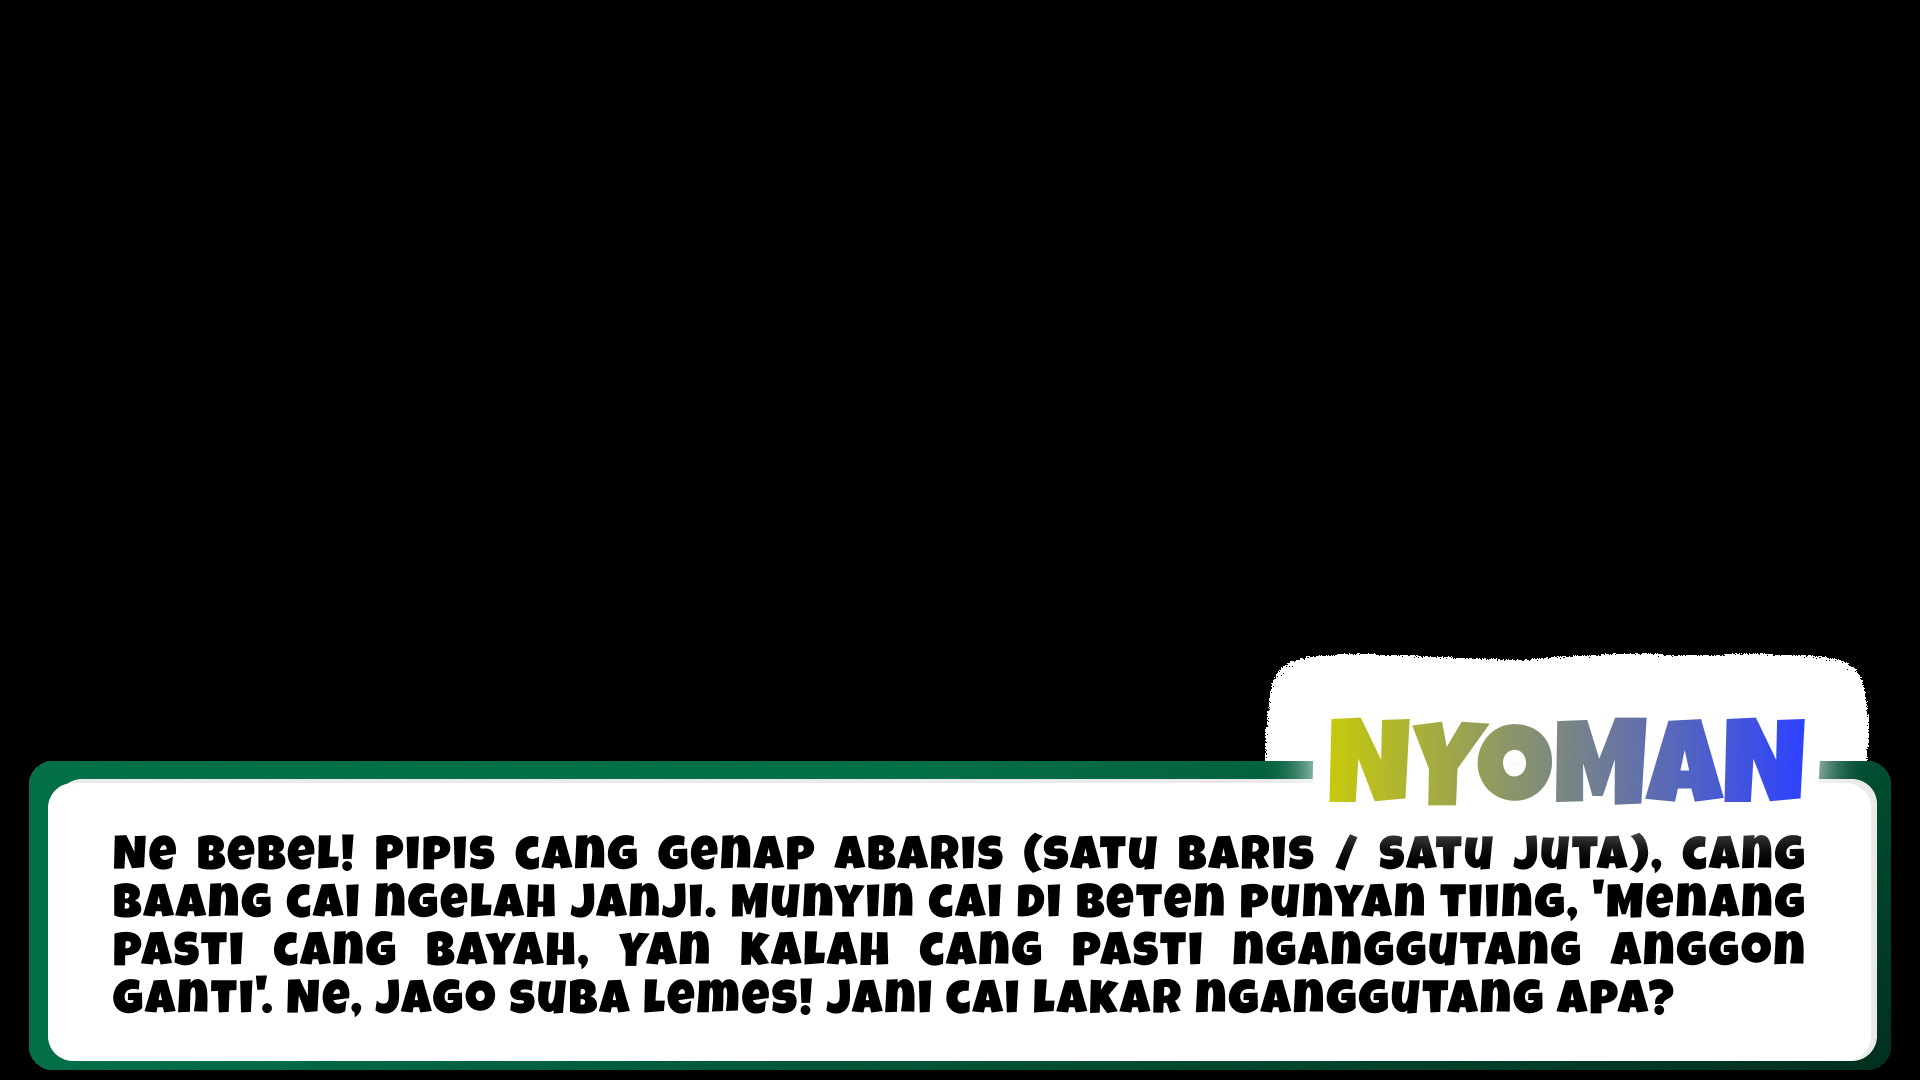 NYOMAN
Ne Bebel! Pipis cang genap abaris (satu baris / satu juta), cang
baang cai ngelah janji. Munyin cai di beten punyan tiing, 'Menang
pasti cang bayah, yan kalah cang pasti nganggutang anggon
ganti'. Ne, jago suba lemes! Jani cai lakar nganggutang apa?